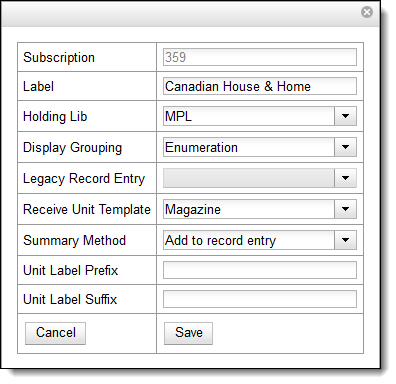 Subscription 359
Label Canadian House & Home
Holding Lib MPL
Display Grouping Enumeration
Legacy Record Entry
Receive Unit Template Magazine
Summary Method Add to record entry
Unit Label Prefix
Unit Label Suffix
Cancel Save